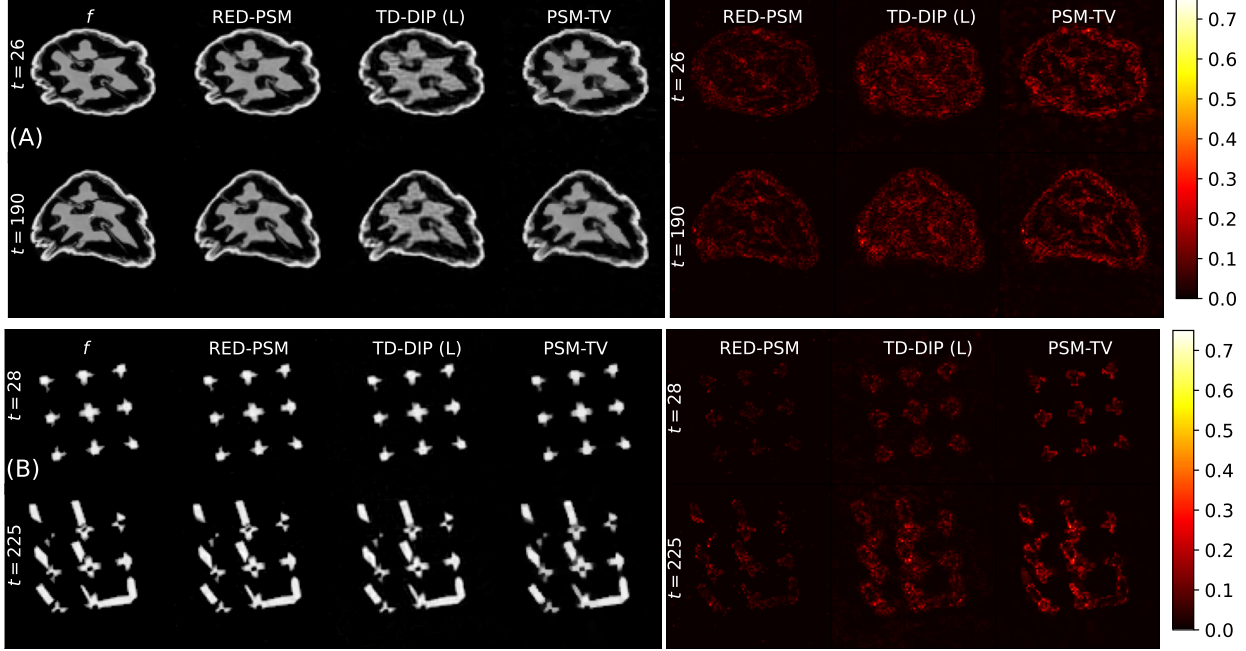 f RED-PSM TD-DIP (L) PSM-TV
t = 26
(A)
t = 190
RED-PSM TD-DIP (L) PSM-TV
t = 26
t = 190
0.7
0.6
0.5
0.4
0.3
0.2
0.1
0.0
f RED-PSM TD-DIP (L) PSM-TV
t = 28
(B)
t = 225
RED-PSM TD-DIP (L) PSM-TV
t = 28
t = 225
0.7
0.6
0.5
0.4
0.3
0.2
0.1
0.0